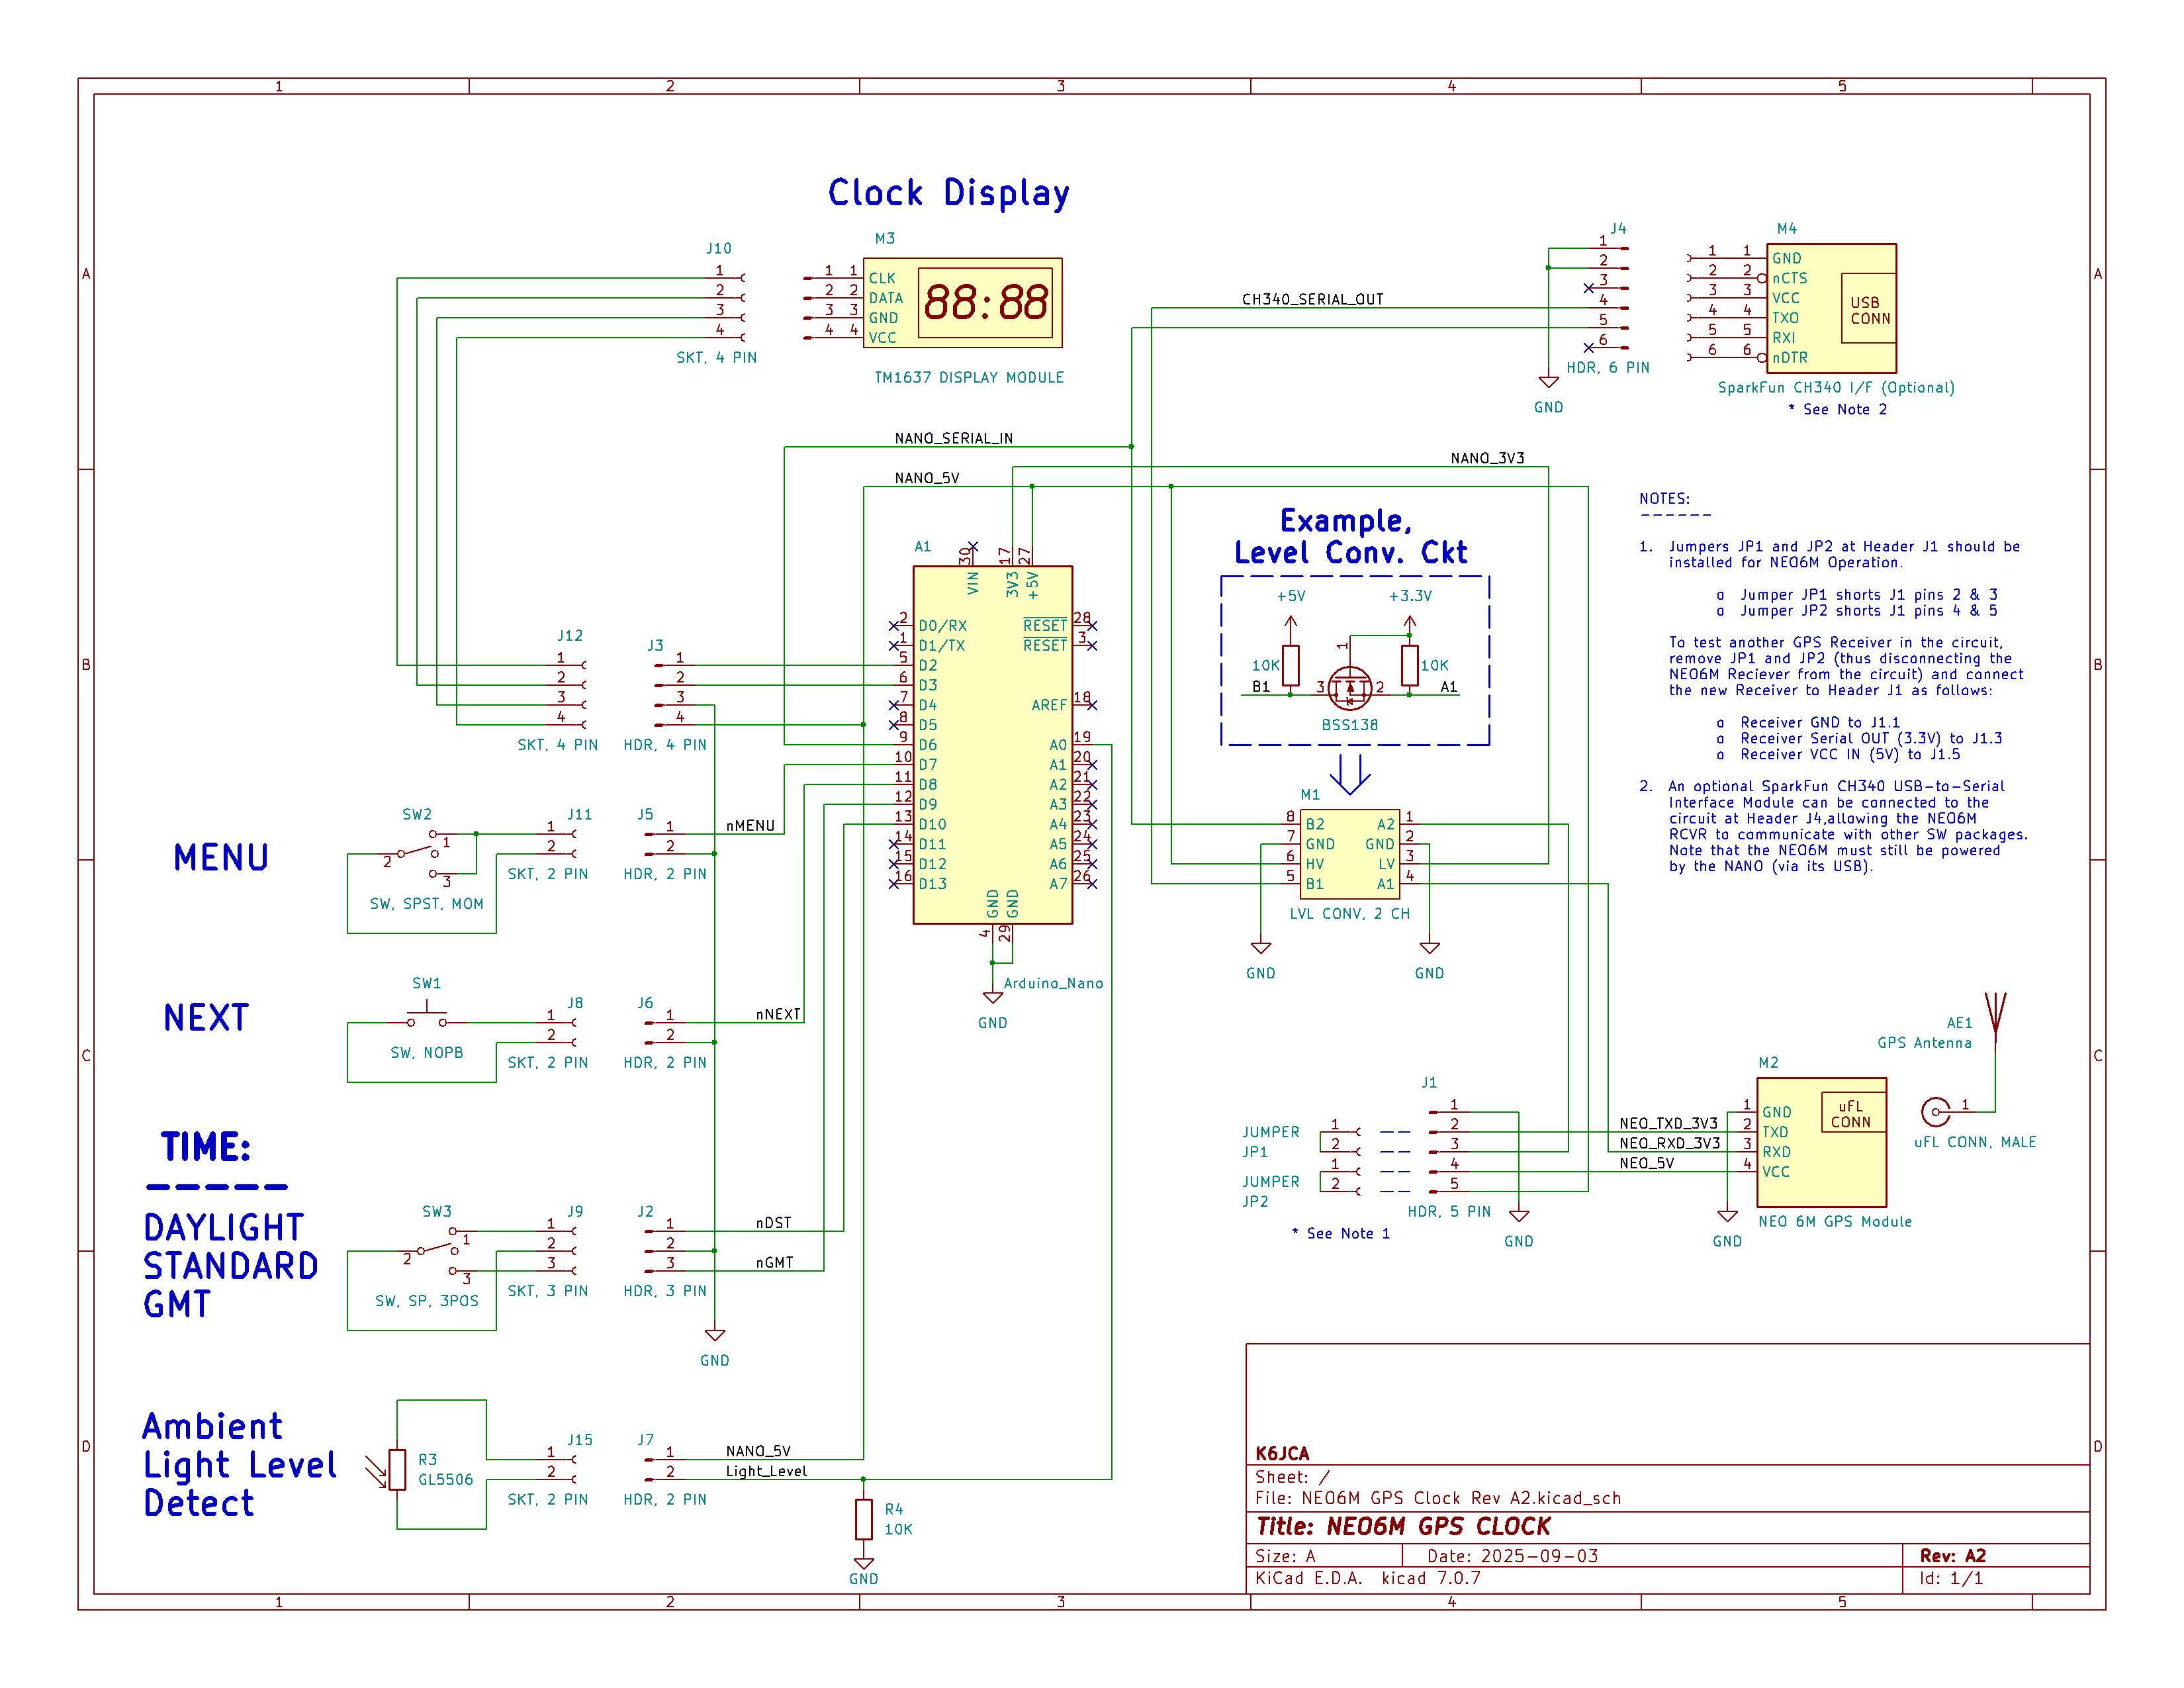 1 2 3 4 5
A
B
C
D
A
B
C
D
Clock Display
J10
1
2
3
4
SKT, 4 PIN
M3
1 1 CLK
2 2 DATA
3 3 GND
4 4 VCC
88:88
TM1637 DISPLAY MODULE
J4
1
2
3
4
5
6
HDR, 6 PIN
GND
CH340_SERIAL_OUT
M4
1 1 GND
2 2 nCTS
3 3 VCC
4 4 TXO
5 5 RXI
6 6 nDTR
USB
CONN
SparkFun CH340 I/F (Optional)
* See Note 2
NANO_SERIAL_IN
NANO_3V3
NANO_5V
NOTES:
------
1. Jumpers JP1 and JP2 at Header J1 should be
installed for NEO6M Operation.
o Jumper JP1 shorts J1 pins 2 & 3
o Jumper JP2 shorts J1 pins 4 & 5
To test another GPS Receiver in the circuit,
remove JP1 and JP2 (thus disconnecting the
NEO6M Reciever from the circuit) and connect
the new Receiver to Header J1 as follows:
o Receiver GND to J1.1
o Receiver Serial OUT (3.3V) to J1.3
o Receiver VCC IN (5V) to J1.5
2. An optional SparkFun CH340 USB-to-Serial
Interface Module can be connected to the
circuit at Header J4,allowing the NEO6M
RCVR to communicate with other SW packages.
Note that the NEO6M must still be powered
by the NANO (via its USB).
Example,
Level Conv. Ckt
+5V
+3.3V
10K
10K
1
B1
3
2
A1
BSS138
A1
30 VIN
17 3V3
27 +5V
2 D0/RX
1 D1/TX
5 D2
6 D3
7 D4
8 D5
9 D6
10 D7
11 D8
12 D9
13 D10
14 D11
15 D12
16 D13
RESET 28
RESET 3
AREF 18
A0 19
A1 20
A2 21
A3 22
A4 23
A5 24
A6 25
A7 26
GND 4
GND 29
Arduino_Nano
GND
J12
1
2
3
4
SKT, 4 PIN
J3
1
2
3
4
HDR, 4 PIN
M1
8 B2
7 GND
6 HV
5 B1
A2 1
GND 2
LV 3
A1 4
LVL CONV, 2 CH
GND
GND
MENU
SW2
1
2
3
SW, SPST, MOM
J11
1
2
SKT, 2 PIN
J5
1
2
HDR, 2 PIN
nMENU
NEXT
SW1
SW, NOPB
J8
1
2
SKT, 2 PIN
J6
1
2
HDR, 2 PIN
nNEXT
TIME:
-----
DAYLIGHT
STANDARD
GMT
SW3
1
2
3
SW, SP, 3POS
J9
1
2
3
SKT, 3 PIN
J2
1
2
3
HDR, 3 PIN
nDST
nGMT
GND
JUMPER
JP1
1
2
JUMPER
JP2
1
2
* See Note 1
J1
1
2
3
4
5
HDR, 5 PIN
GND
NEO_TXD_3V3
NEO_RXD_3V3
NEO_5V
GND
M2
1 GND
2 TXD
3 RXD
4 VCC
uFL
CONN
NEO 6M GPS Module
AE1
GPS Antenna
1
uFL CONN, MALE
Ambient
Light Level
Detect
R3
GL5506
J15
1
2
SKT, 2 PIN
J7
1
2
HDR, 2 PIN
NANO_5V
Light_Level
R4
10K
GND
K6JCA
Sheet: /
File: NEO6M GPS Clock Rev A2.kicad_sch
Title: NEO6M GPS CLOCK
Size: A
Date: 2025-09-03
Rev: A2
KiCad E.D.A. kicad 7.0.7
Id: 1/1
1 2 3 4 5